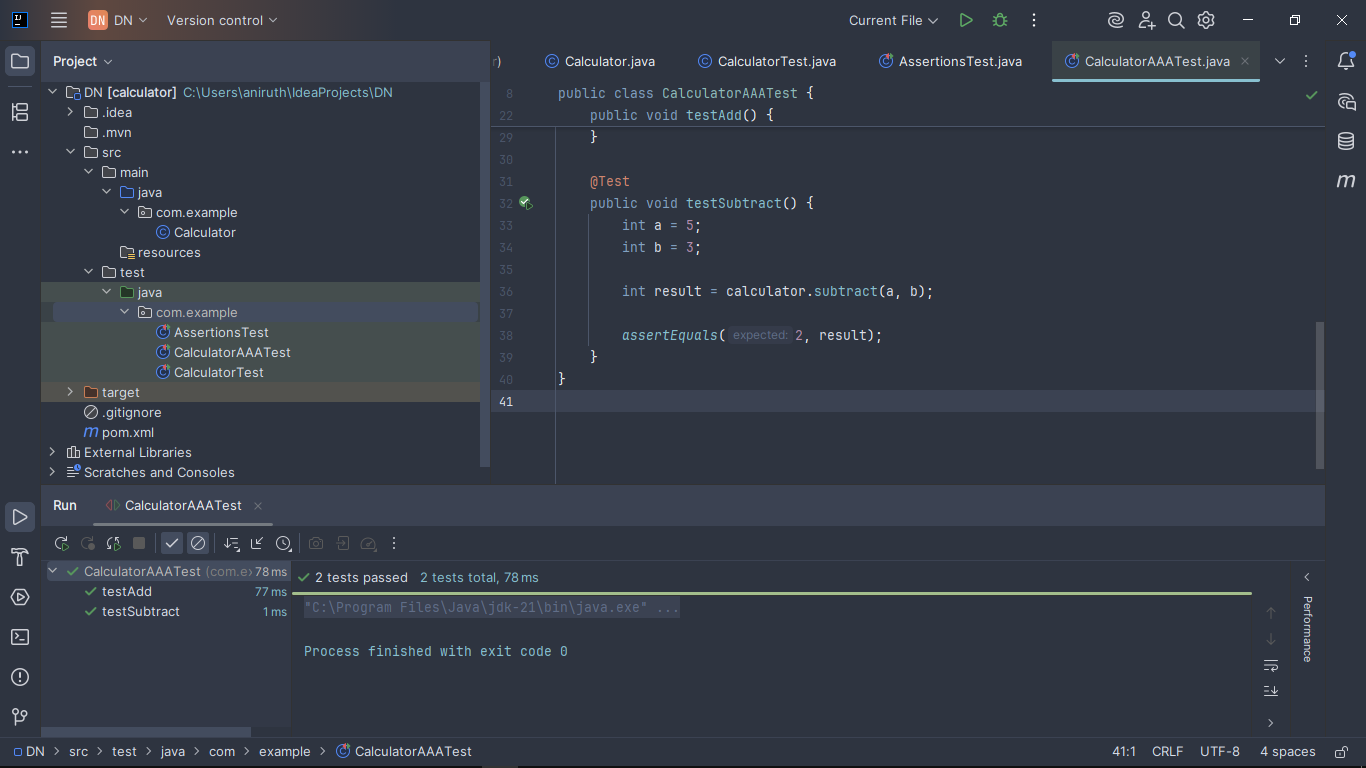 DN DN Version control Current File
Project
DN [calculator] C:\Users\aniruth\IdeaProjects\DN
.idea
.mvn
src
main
java
com.example
Calculator
resources
test
java
com.example
AssertionsTest
CalculatorAAATest
CalculatorTest
target
.gitignore
m pom.xml
External Libraries
Scratches and Consoles
r) Calculator.java CalculatorTest.java AssertionsTest.java CalculatorAAATest.java
8 public class CalculatorAAATest {
22 public void testAdd() {
29 }
30
31 @Test
32 public void testSubtract() {
33 int a = 5;
34 int b = 3;
35
36 int result = calculator.subtract(a, b);
37
38 assertEquals( expected: 2, result);
39 }
40 }
41
m
Run CalculatorAAATest
CalculatorAAATest (com.ex 78 ms
testAdd 77 ms
testSubtract 1 ms
2 tests passed 2 tests total, 78 ms
"C:\Program Files\Java\jdk-21\bin\java.exe" ...
Process finished with exit code 0
Performance
DN > src > test > java > com > example > CalculatorAAATest 41:1 CRLF UTF-8 4 spaces